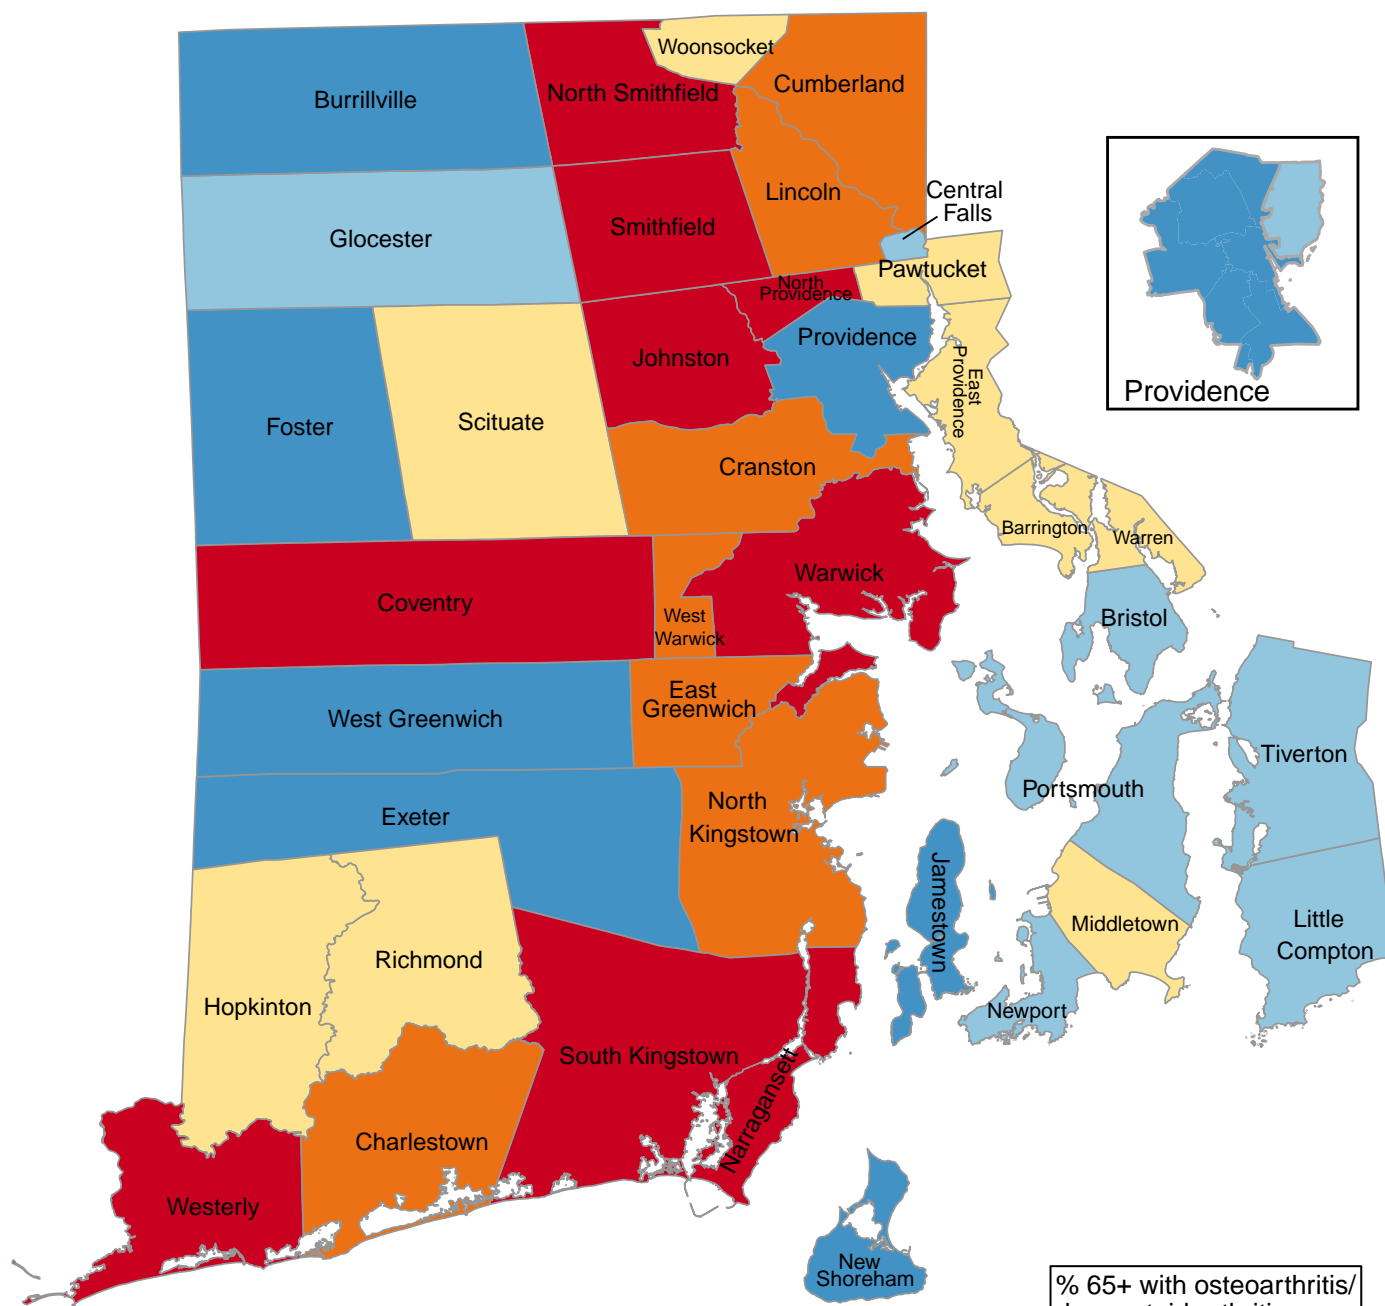 Woonsocket
Cumberland
North Smithfield
Burrillville
Central
Falls
Lincoln
Smithfield
Glocester
Pawtucket
North
Providence
Providence
Johnston
East
Providence
Providence
Foster
Scituate
Cranston
Barrington
Warren
Warwick
Coventry
West
Warwick
Bristol
East
Greenwich
West Greenwich
Tiverton
Portsmouth
North
Kingstown
Exeter
Jamestown
Middletown
Little
Compton
Richmond
Hopkinton
Newport
South Kingstown
Narragansett
Charlestown
Westerly
New
Shoreham
% 65+ with osteoarthritis/